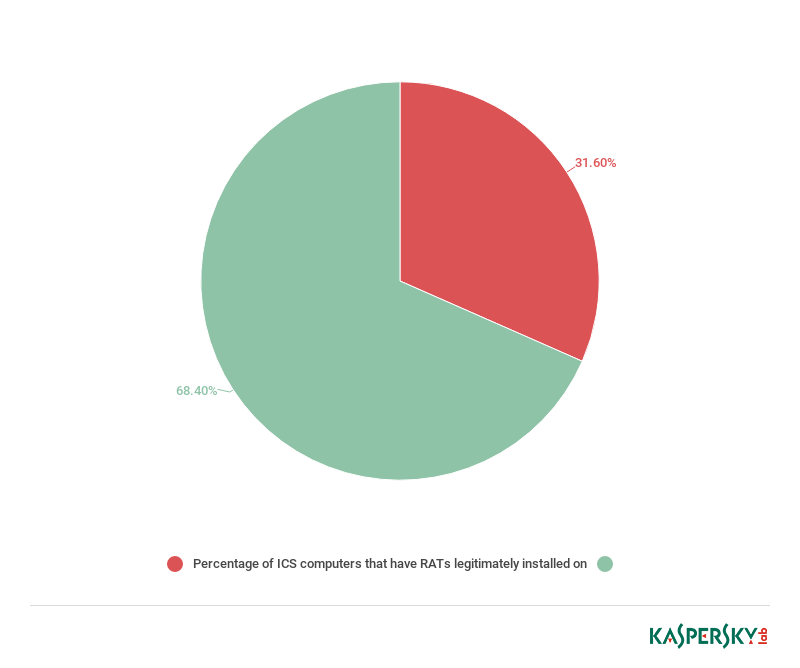 31.60%
68.40%
Percentage of ICS computers that have RATs legitimately installed on
KASPERSKY lab